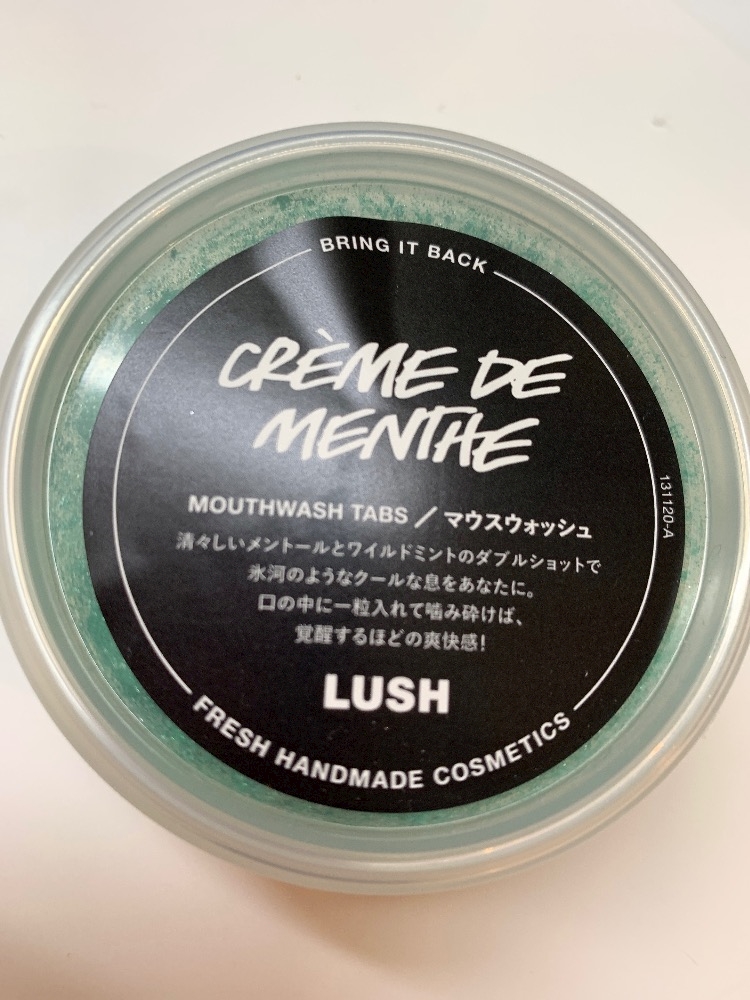 BRING IT BACK
CRÈME DE
MENTHE
MOUTHWASH TABS／マウスウォッシュ
清々しいメントールとワイルドミントのダブルショットで
氷河のようなクールな息をあなたに。
口の中に一粒入れて噛み砕けば、
覚醒するほどの爽快感!
LUSH
FRESH HANDMADE COSMETICS
131120-A